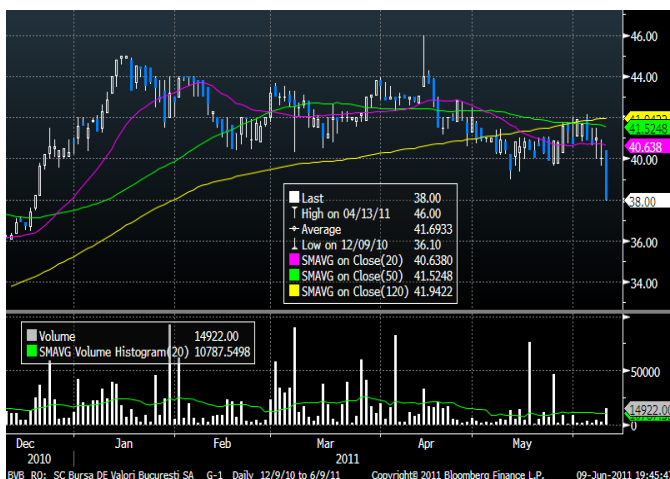 46.00
44.00
41.9422
41.5248
40.638
40.00
38.00
36.00
34.00
Last 38.00
High on 04/13/11 46.00
Average 41.6933
Low on 12/09/10 36.10
SMAVG on Close(20) 40.6380
SMAVG on Close(50) 41.5248
SMAVG on Close(120) 41.9422
Volume 14922.00
SMAVG Volume Histogram(20) 10787.5498
50000
14922.00
0
Dec Jan Feb Mar Apr May
2010 2011
BVB RO: SC Bursa DE Valori Bucuresti SA G-1 Daily 12/9/10 to 6/9/11 Copyright© 2011 Bloomberg Finance L.P. 09-Jun-2011 19:45:47